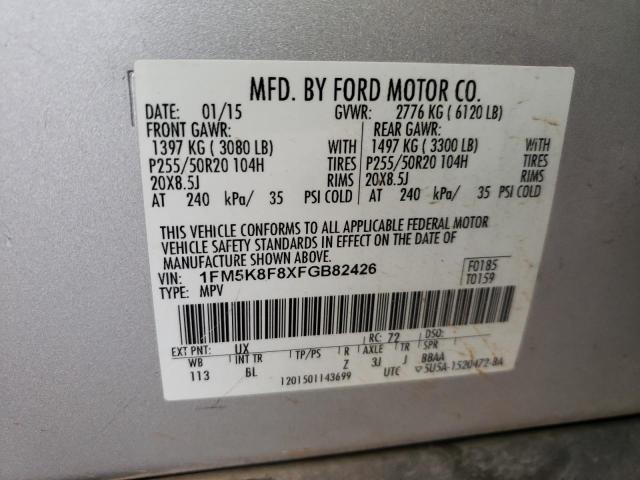 MFD. BY FORD MOTOR CO.
DATE: 01/15 GVWR: 2776 KG ( 6120 LB)
FRONT GAWR: REAR GAWR:
1397 KG ( 3080 LB) WITH 1497 KG ( 3300 LB) WITH
P255/50R20 104H TIRES P255/50R20 104H TIRES
20X8.5J RIMS 20X8.5J RIMS
AT 240 kPa/ 35 PSI COLD AT 240 kPa/ 35 PSI COLD
THIS VEHICLE CONFORMS TO ALL APPLICABLE FEDERAL MOTOR
VEHICLE SAFETY STANDARDS IN EFFECT ON THE DATE OF
MANUFACTURE SHOWN ABOVE.
VIN: 1FM5K8F8XFGB82426 F0185
TYPE: MPV T0159
EXT PNT: UX RC: 72 DSO:
WB INT TR TP/PS R AXLE TR SPR
113 BL Z 3J J BBAA
1201501143699 UTC 5U5A-1520472-BA